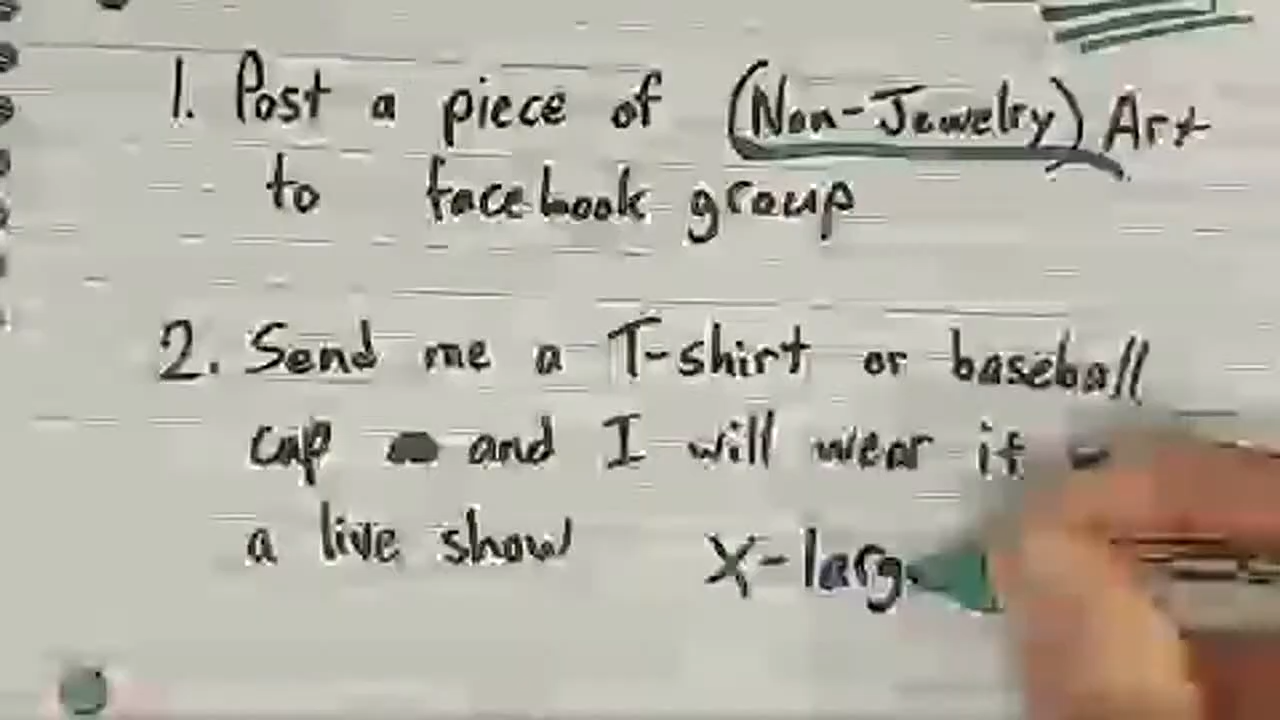 1. Post a piece of (Non-Jewelry) Art
to facebook group
2. Send me a T-shirt or baseball
cap and I will wear it
a live show X-larg